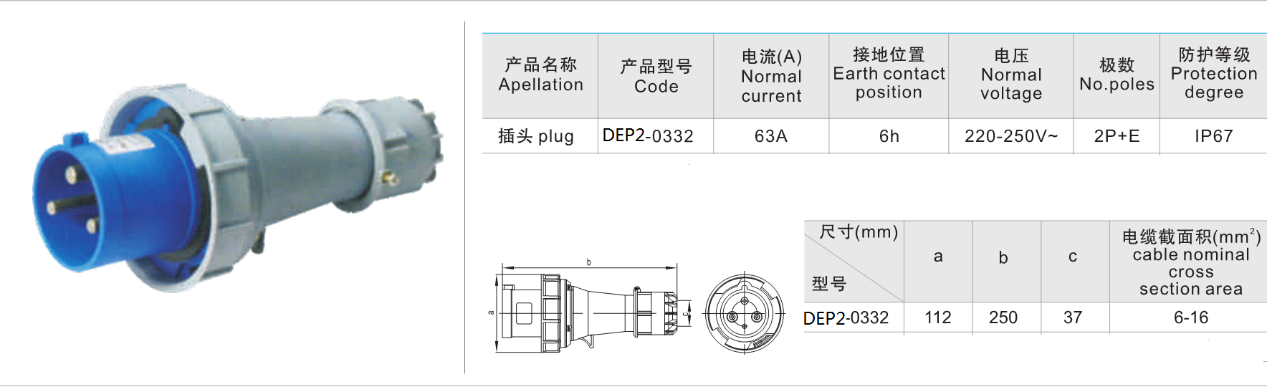 产品名称
Apellation
产品型号
Code
电流(A)
Normal
current
接地位置
Earth contact
position
电压
Normal
voltage
极数
No.poles
防护等级
Protection
degree
插头 plug
DEP2-0332
63A
6h
220-250V~
2P+E
IP67
尺寸(mm)
型号
a
b
c
电缆截面积(mm²)
cable nominal
cross
section area
DEP2-0332
112
250
37
6-16
b
a
c